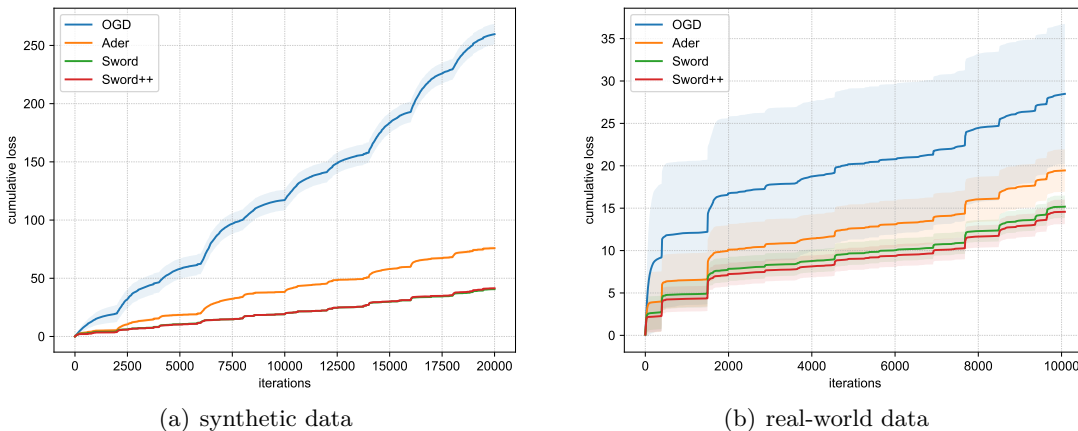 OGD
Ader
Sword
Sword++
250
200
150
100
50
0
cumulative loss
0 2500 5000 7500 10000 12500 15000 17500 20000
iterations
(a) synthetic data
OGD
Ader
Sword
Sword++
35
30
25
20
15
10
5
0
cumulative loss
0 2000 4000 6000 8000 10000
iterations
(b) real-world data